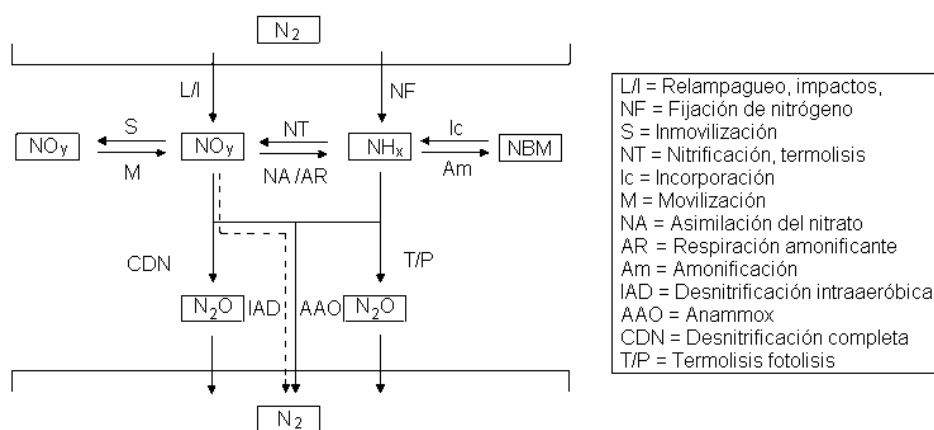 N₂
L/I
NF
NOy
S
M
NOy
NT
NA/AR
NHx
Ic
Am
NBM
CDN
T/P
N₂O
IAD
AAO
N₂O
N₂
L/I = Relampagueo, impactos,
NF = Fijación de nitrógeno
S = Inmovilización
NT = Nitrificación, termolisis
Ic = Incorporación
M = Movilización
NA = Asimilación del nitrato
AR = Respiración amonificante
Am = Amonificación
IAD = Desnitrificación intraaeróbica
AAO = Anammox
CDN = Desnitrificación completa
T/P = Termolisis fotolisis